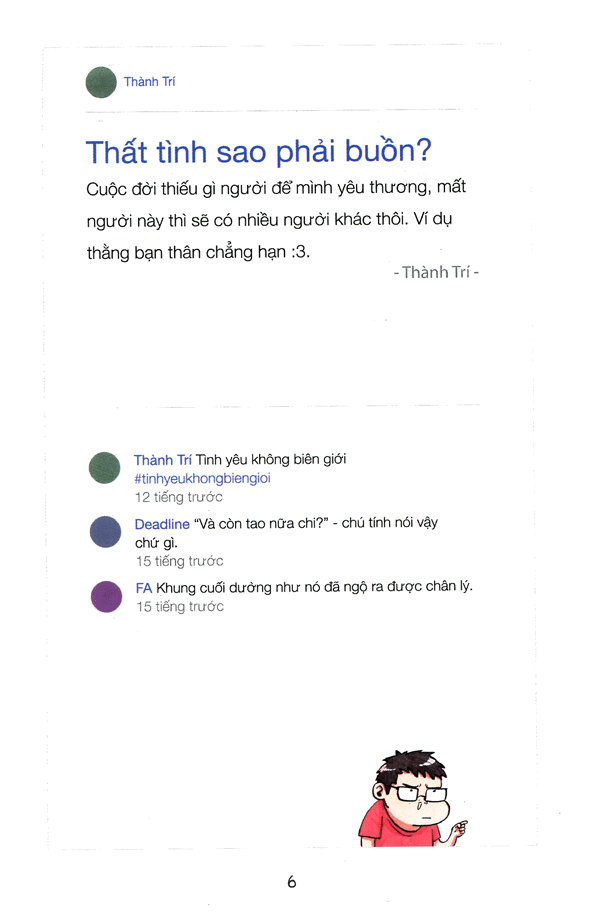 Thành Trí
Thất tình sao phải buồn?
Cuộc đời thiếu gì người để mình yêu thương, mất
người này thì sẽ có nhiều người khác thôi. Ví dụ
thằng bạn thân chẳng hạn :3.
- Thành Trí -
Thành Trí Tình yêu không biên giới
#tinhyeukhongbiengioi
12 tiếng trước
Deadline “Và còn tao nữa chi?” - chú tính nói vậy
chứ gì.
15 tiếng trước
FA Khung cuối dường như nó đã ngộ ra được chân lý.
15 tiếng trước
6